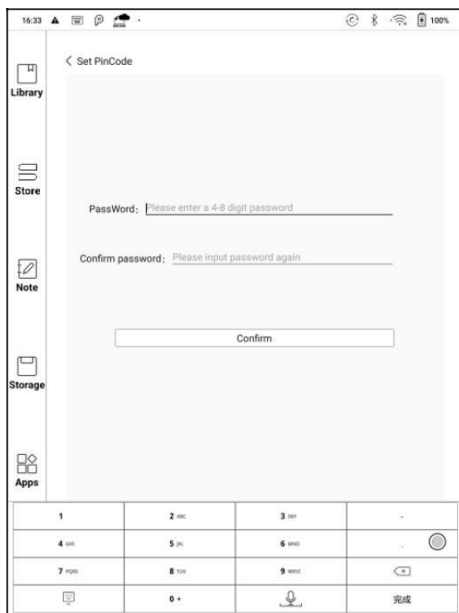 16:33
100%
Set PinCode
Library
Store
Note
Storage
Apps
PassWord: Please enter a 4-8 digit password
Confirm password: Please input password again
Confirm
1
2 ABC
3 DEF
-
4 GHI
5 JKL
6 MNO
.
7 PQRS
8 TUV
9 WXYZ
0 +
完成